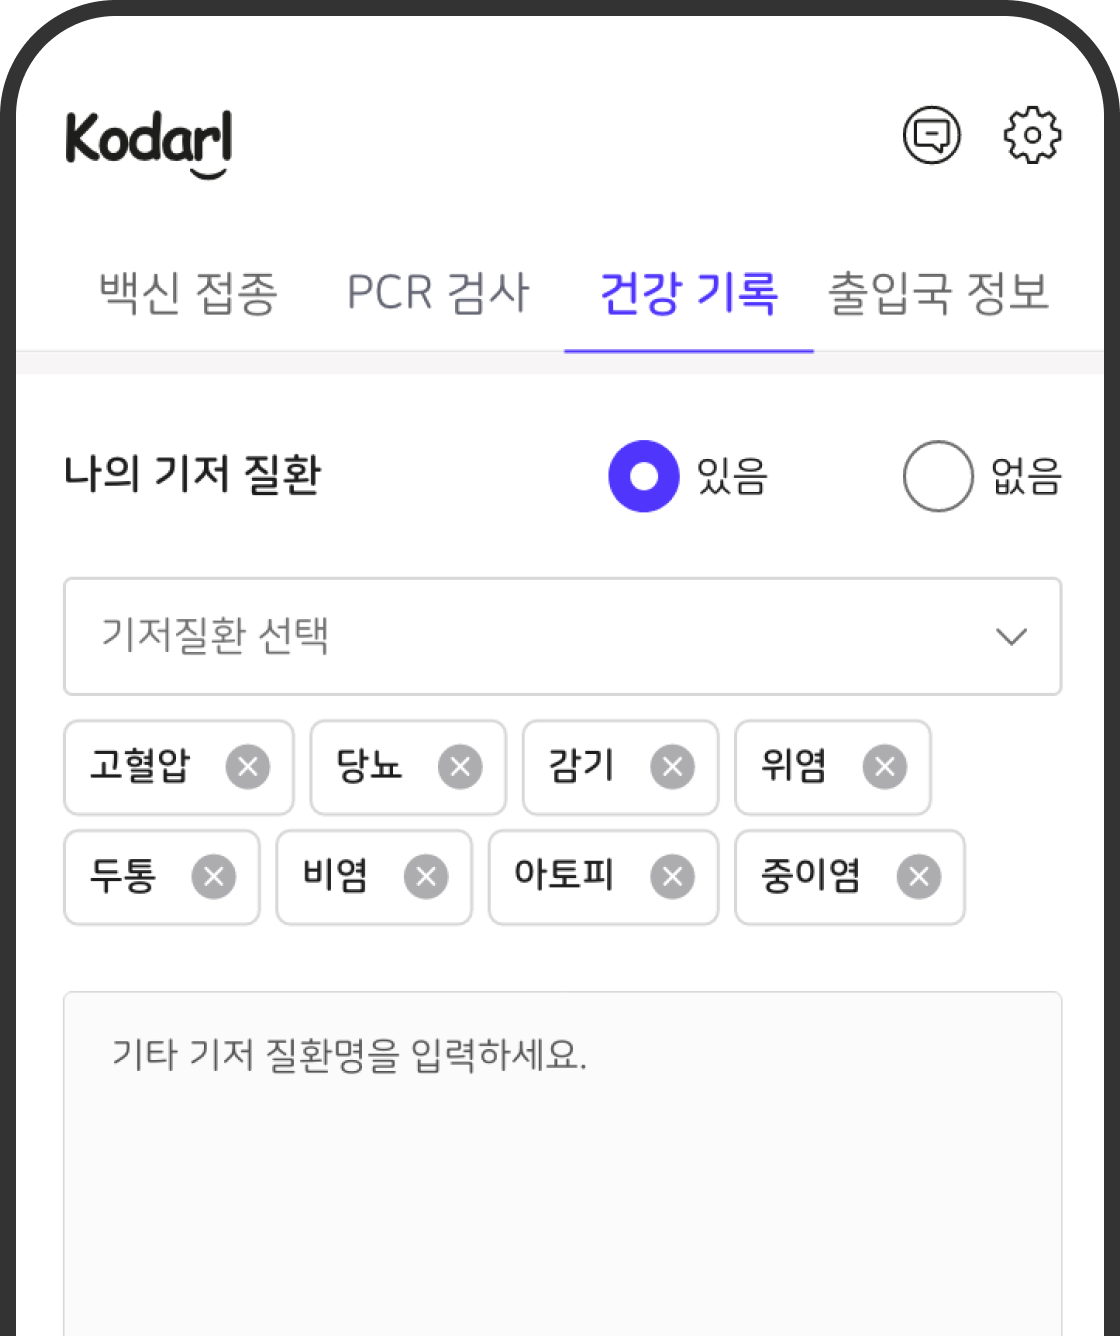 Kodarl
백신 접종 PCR 검사 건강 기록 출입국 정보
나의 기저 질환 있음 없음
기저질환 선택
고혈압 당뇨 감기 위염
두통 비염 아토피 중이염
기타 기저 질환명을 입력하세요.